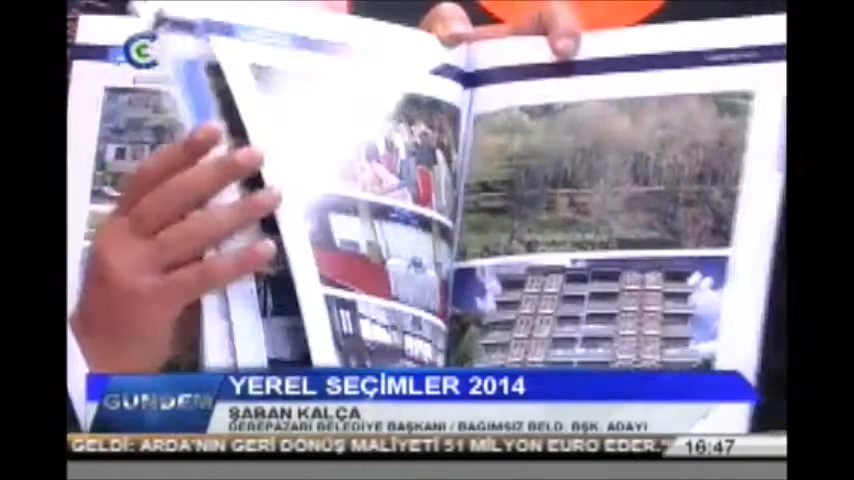 YEREL SEÇİMLER 2014
GÜNDEM
ŞABAN KALÇA
DEREPAZARI BELEDİYE BAŞKANI / BAĞIMSIZ BELD. BŞK. ADAYI
GELDİ: ARDA'NIN GERİ DÖNÜŞ MALİYETİ 51 MİLYON EURO EDER.."
16:47